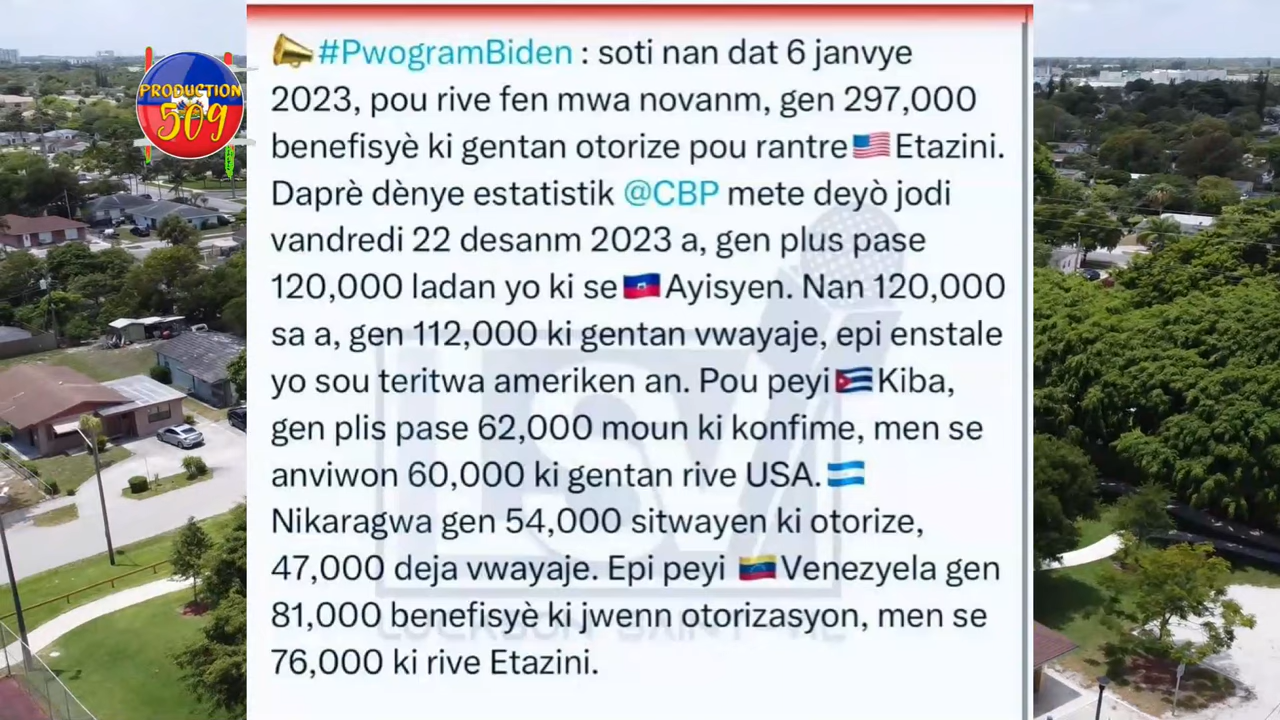 PRODUCTION
509
#PwogramBiden : soti nan dat 6 janvye
2023, pou rive fen mwa novanm, gen 297,000
benefisyè ki gentan otorize pou rantre Etazini.
Daprè dènye estatistik @CBP mete deyò jodi
vandredi 22 desanm 2023 a, gen plus pase
120,000 ladan yo ki se Ayisyen. Nan 120,000
sa a, gen 112,000 ki gentan vwayaje, epi enstale
yo sou teritwa ameriken an. Pou peyi Kiba,
gen plis pase 62,000 moun ki konfime, men se
anviwon 60,000 ki gentan rive USA.
Nikaragwa gen 54,000 sitwayen ki otorize,
47,000 deja vwayaje. Epi peyi Venezyela gen
81,000 benefisyè ki jwenn otorizasyon, men se
76,000 ki rive Etazini.
LSV